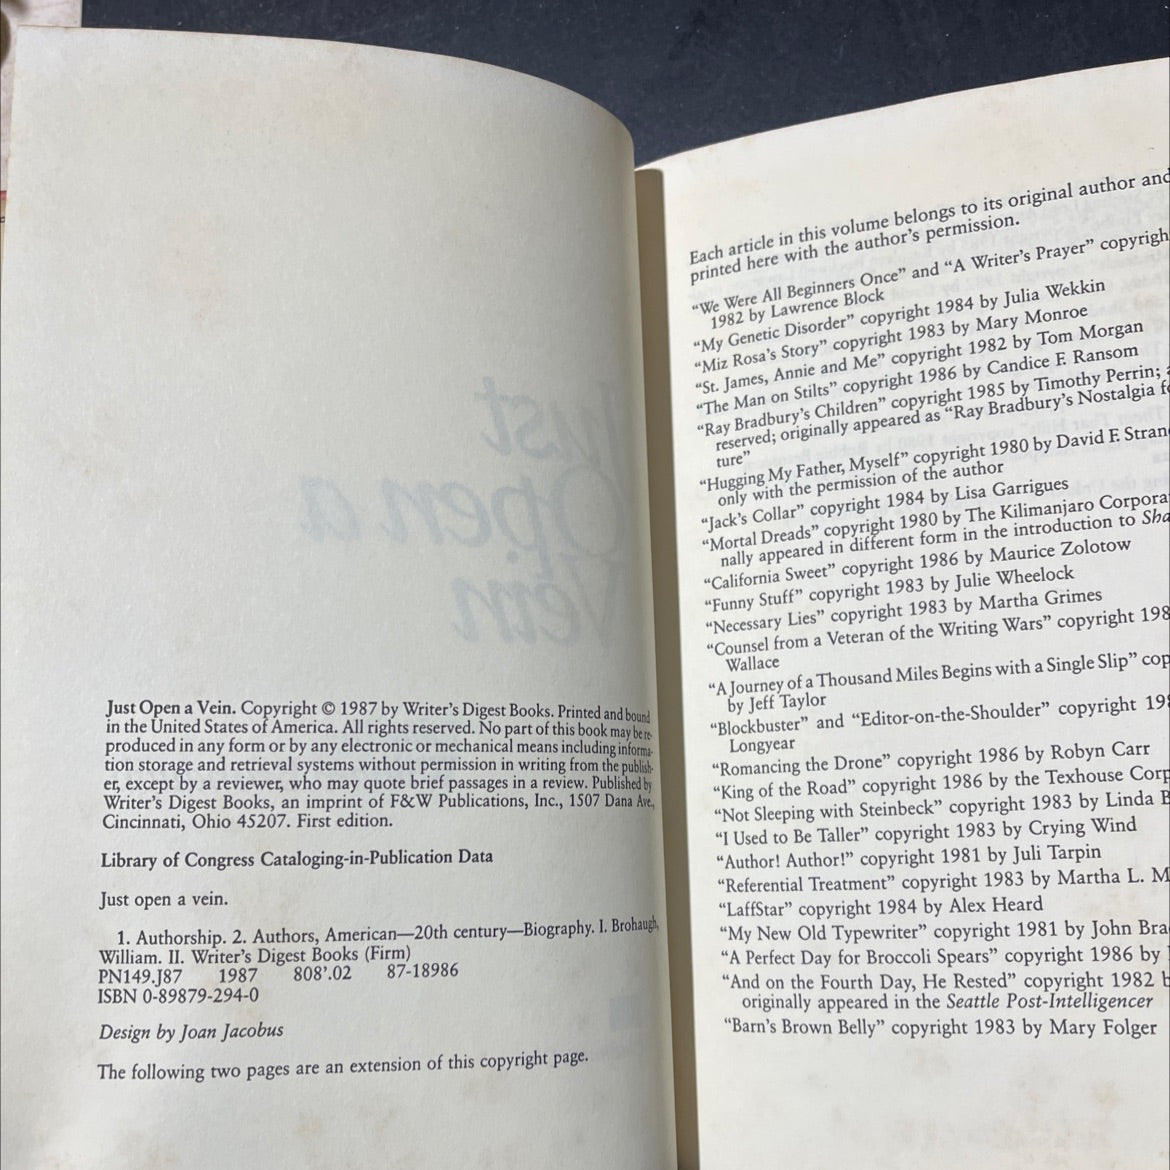 Just
Open a
Vein
Just Open a Vein. Copyright © 1987 by Writer's Digest Books. Printed and bound
in the United States of America. All rights reserved. No part of this book may be re-
produced in any form or by any electronic or mechanical means including informa-
tion storage and retrieval systems without permission in writing from the publish-
er, except by a reviewer, who may quote brief passages in a review. Published by
Writer's Digest Books, an imprint of F&W Publications, Inc., 1507 Dana Ave.,
Cincinnati, Ohio 45207. First edition.
Library of Congress Cataloging-in-Publication Data
Just open a vein.
1. Authorship. 2. Authors, American—20th century—Biography. I. Brohaugh,
William. II. Writer's Digest Books (Firm)
PN149.J87 1987 808'.02 87-18986
ISBN 0-89879-294-0
Design by Joan Jacobus
The following two pages are an extension of this copyright page.
Each article in this volume belongs to its original author and
printed here with the author's permission.
“We Were All Beginners Once” and “A Writer's Prayer” copyrigh
1982 by Lawrence Block
“My Genetic Disorder” copyright 1984 by Julia Wekkin
“Miz Rosa's Story” copyright 1983 by Mary Monroe
“St. James, Annie and Me” copyright 1982 by Tom Morgan
“The Man on Stilts” copyright 1986 by Candice F. Ransom
“Ray Bradbury's Children” copyright 1985 by Timothy Perrin; a
reserved; originally appeared as “Ray Bradbury's Nostalgia fo
ture”
“Hugging My Father, Myself” copyright 1980 by David F. Stran
only with the permission of the author
“Jack's Collar” copyright 1984 by Lisa Garrigues
“Mortal Dreads” copyright 1980 by The Kilimanjaro Corpora
nally appeared in different form in the introduction to Sha
“California Sweet” copyright 1986 by Maurice Zolotow
“Funny Stuff” copyright 1983 by Julie Wheelock
“Necessary Lies” copyright 1983 by Martha Grimes
“Counsel from a Veteran of the Writing Wars” copyright 198
Wallace
“A Journey of a Thousand Miles Begins with a Single Slip” cop
by Jeff Taylor
“Blockbuster” and “Editor-on-the-Shoulder” copyright 198
Longyear
“Romancing the Drone” copyright 1986 by Robyn Carr
“King of the Road” copyright 1986 by the Texhouse Corp
“Not Sleeping with Steinbeck” copyright 1983 by Linda B
“I Used to Be Taller” copyright 1983 by Crying Wind
“Author! Author!” copyright 1981 by Juli Tarpin
“Referential Treatment” copyright 1983 by Martha L. M
“LaffStar” copyright 1984 by Alex Heard
“My New Old Typewriter” copyright 1981 by John Bra
“A Perfect Day for Broccoli Spears” copyright 1986 by
“And on the Fourth Day, He Rested” copyright 1982 b
originally appeared in the Seattle Post-Intelligencer
“Barn's Brown Belly” copyright 1983 by Mary Folger